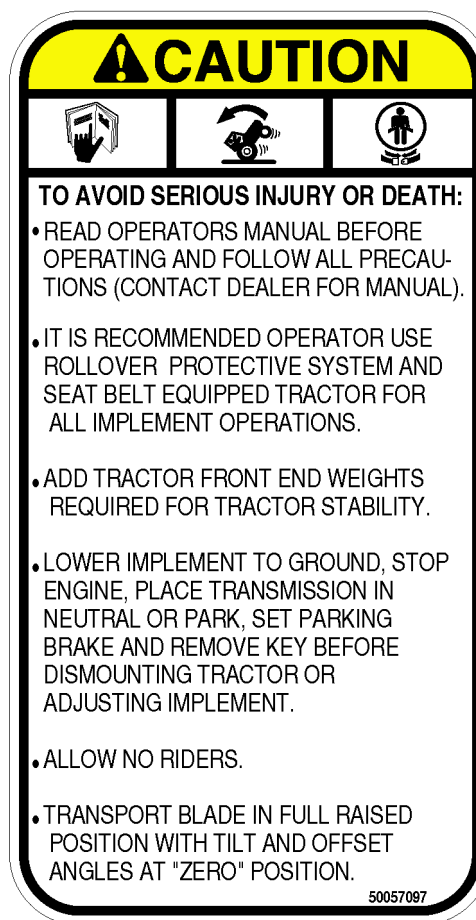 CAUTION
TO AVOID SERIOUS INJURY OR DEATH:
• READ OPERATORS MANUAL BEFORE
OPERATING AND FOLLOW ALL PRECAU-
TIONS (CONTACT DEALER FOR MANUAL).
• IT IS RECOMMENDED OPERATOR USE
ROLLOVER PROTECTIVE SYSTEM AND
SEAT BELT EQUIPPED TRACTOR FOR
ALL IMPLEMENT OPERATIONS.
• ADD TRACTOR FRONT END WEIGHTS
REQUIRED FOR TRACTOR STABILITY.
• LOWER IMPLEMENT TO GROUND, STOP
ENGINE, PLACE TRANSMISSION IN
NEUTRAL OR PARK, SET PARKING
BRAKE AND REMOVE KEY BEFORE
DISMOUNTING TRACTOR OR
ADJUSTING IMPLEMENT.
• ALLOW NO RIDERS.
• TRANSPORT BLADE IN FULL RAISED
POSITION WITH TILT AND OFFSET
ANGLES AT "ZERO" POSITION.
50057097